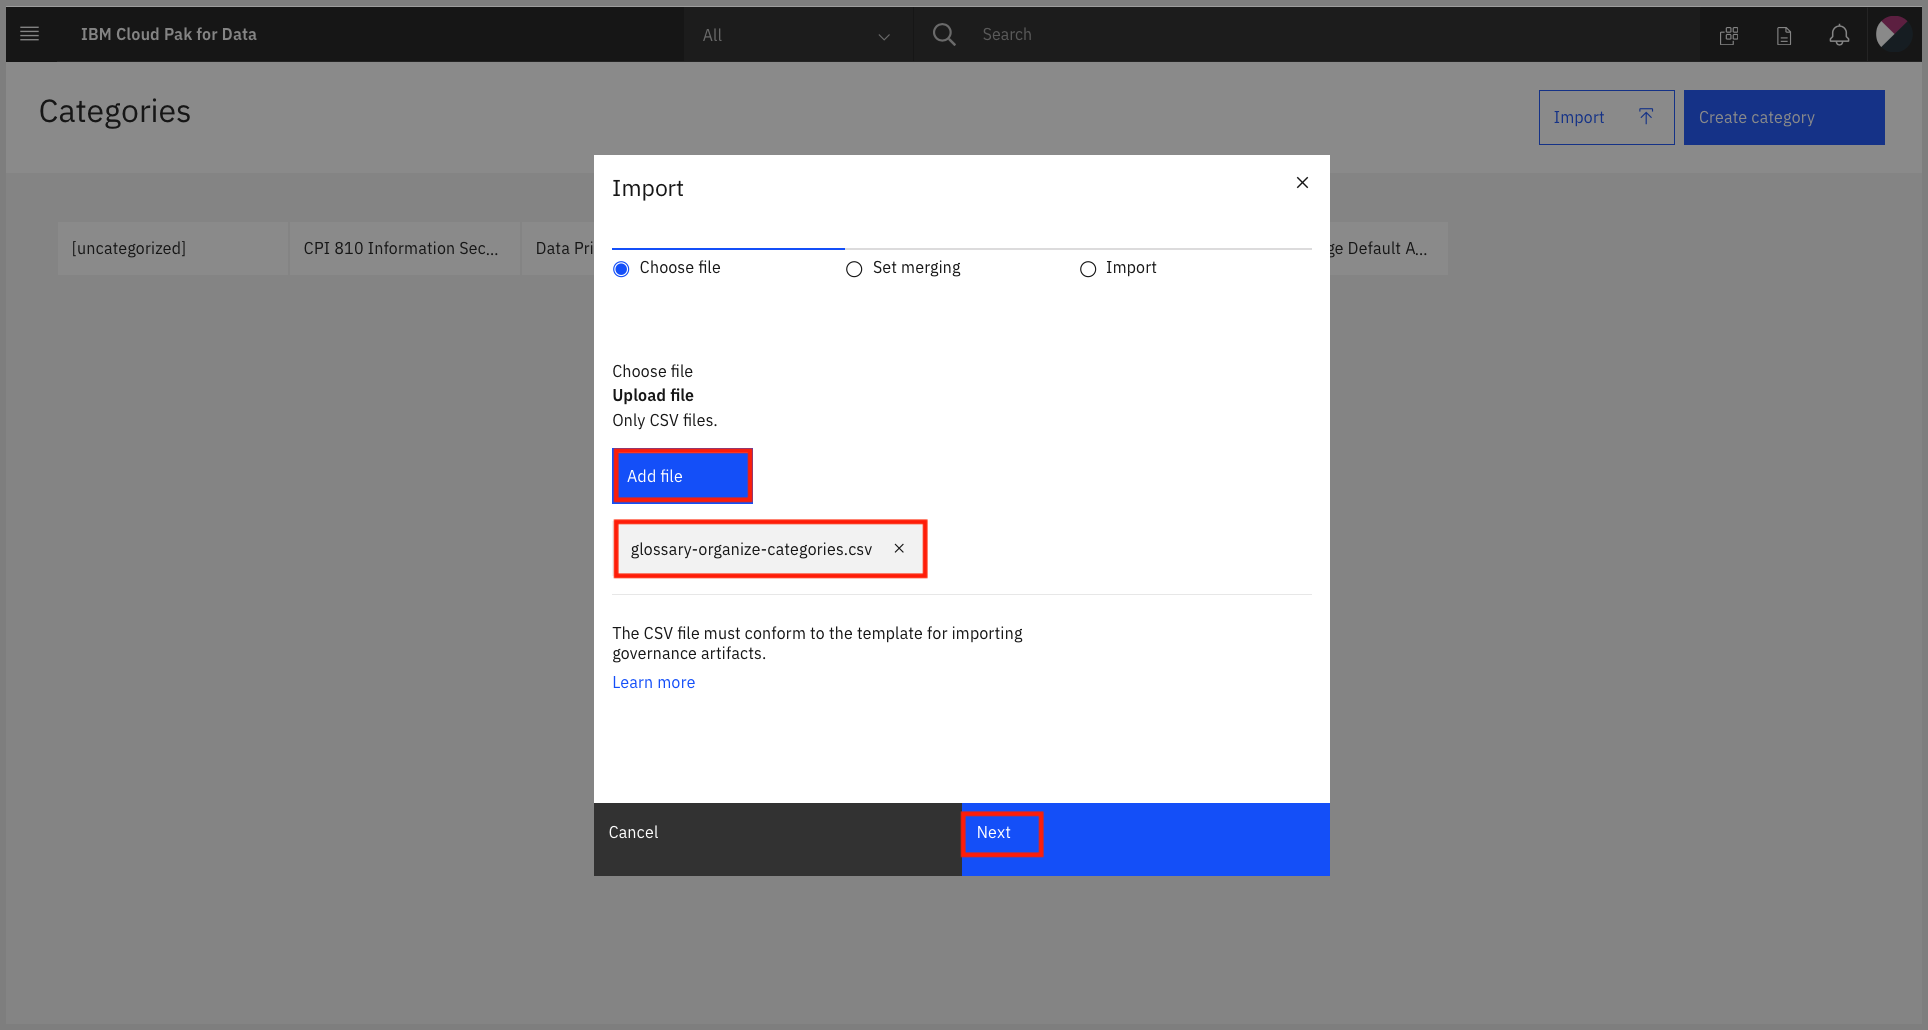 IBM Cloud Pak for Data
All
Search
Categories
Import
Create category
[uncategorized]
CPI 810 Information Sec...
Data Pri
ge Default A...
Import
Choose file
Set merging
Import
Choose file
Upload file
Only CSV files.
Add file
glossary-organize-categories.csv
The CSV file must conform to the template for importing
governance artifacts.
Learn more
Cancel
Next